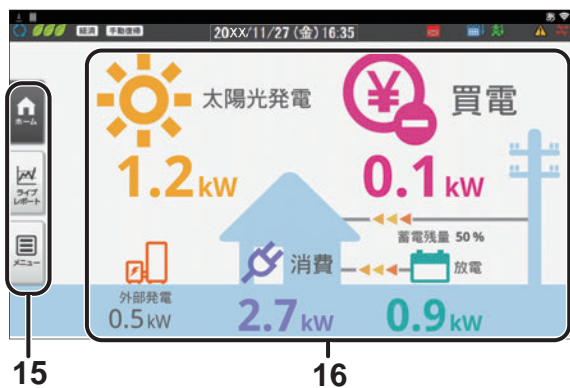 経済 手動復帰 20XX/11/27(金)16:35
太陽光発電
1.2kW
¥
買電
0.1kW
ホーム
ライブ
レポート
メニュー
蓄電残量 50%
消費
放電
外部発電
0.5kW
2.7kW
0.9kW
15
16